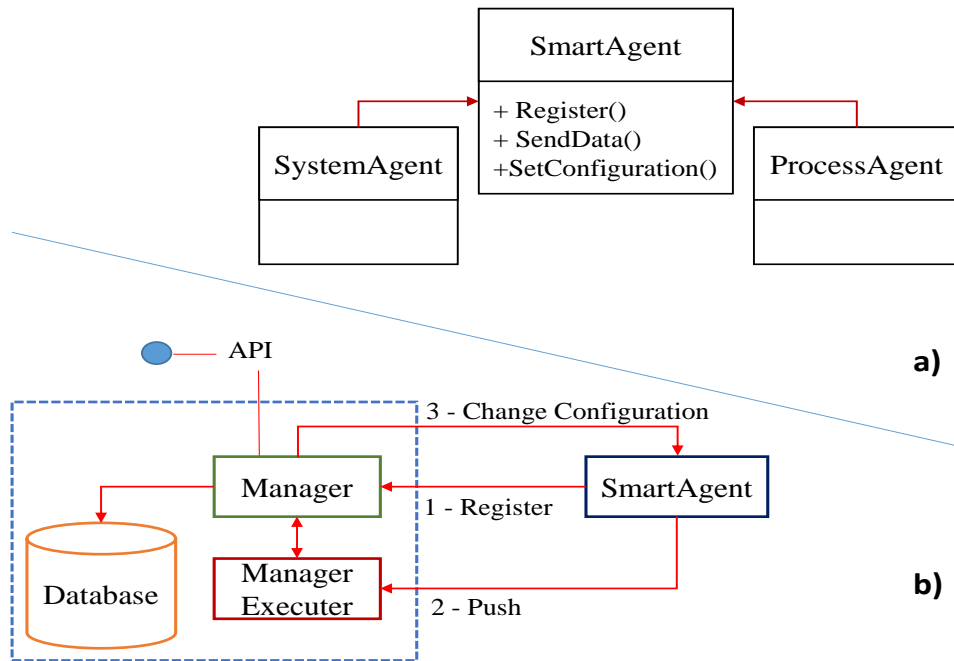 SmartAgent
+ Register()
+ SendData()
+SetConfiguration()
SystemAgent
ProcessAgent
a)
API
3 - Change Configuration
Manager
SmartAgent
1 - Register
Database
Manager
Executer
2 - Push
b)